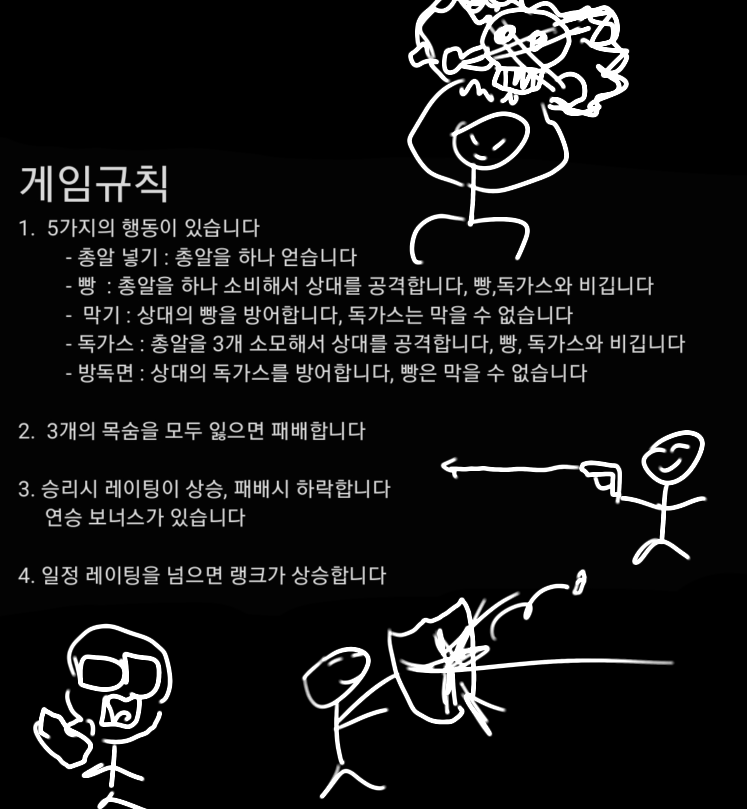 게임규칙
1. 5가지의 행동이 있습니다
- 총알 넣기 : 총알을 하나 얻습니다
- 빵 : 총알을 하나 소비해서 상대를 공격합니다, 빵,독가스와 비깁니다
- 막기 : 상대의 빵을 방어합니다, 독가스는 막을 수 없습니다
- 독가스 : 총알을 3개 소모해서 상대를 공격합니다, 빵, 독가스와 비깁니다
- 방독면 : 상대의 독가스를 방어합니다, 빵은 막을 수 없습니다
2. 3개의 목숨을 모두 잃으면 패배합니다
3. 승리시 레이팅이 상승, 패배시 하락합니다
연승 보너스가 있습니다
4. 일정 레이팅을 넘으면 랭크가 상승합니다